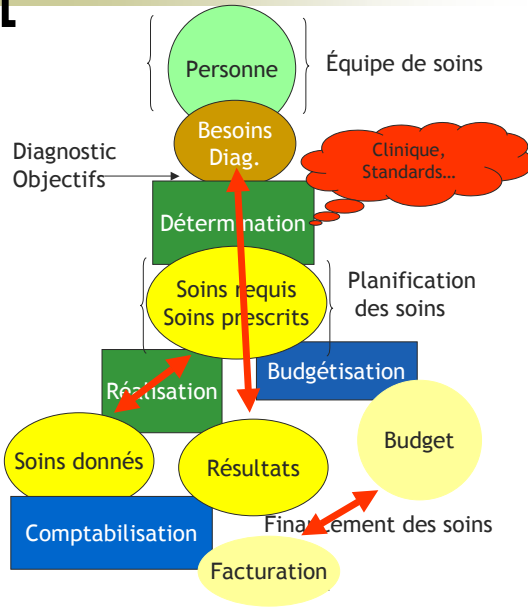 [
Personne
Équipe de soins
Besoins
Diag.
Clinique,
Standards…
Diagnostic
Objectifs
Détermination
Soins requis
Soins prescrits
Planification
des soins
Budgétisation
Réalisation
Budget
Soins donnés
Résultats
Comptabilisation
Financement des soins
Facturation